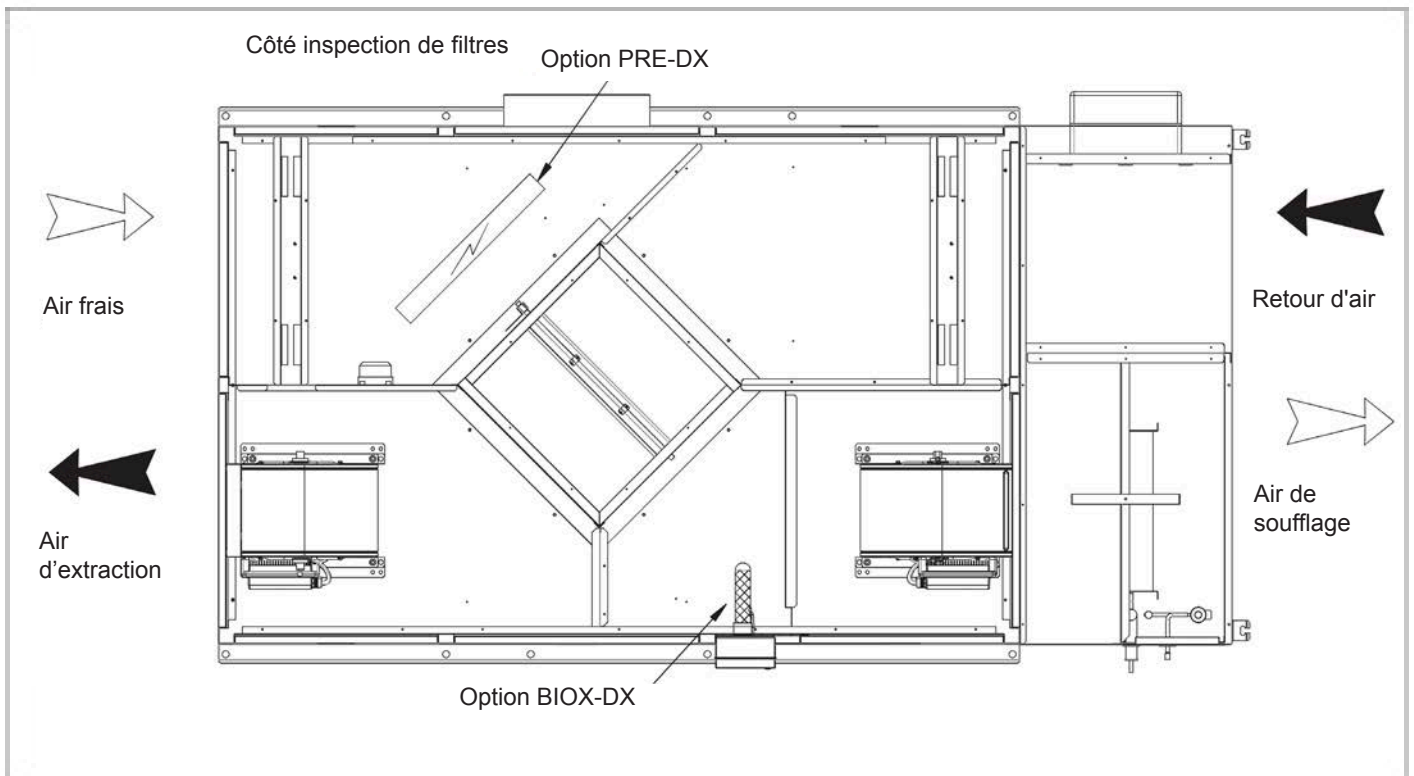 Côté inspection de filtres
Option PRE-DX
Air frais
Retour d'air
Air
d’extraction
Air de
soufflage
Option BIOX-DX